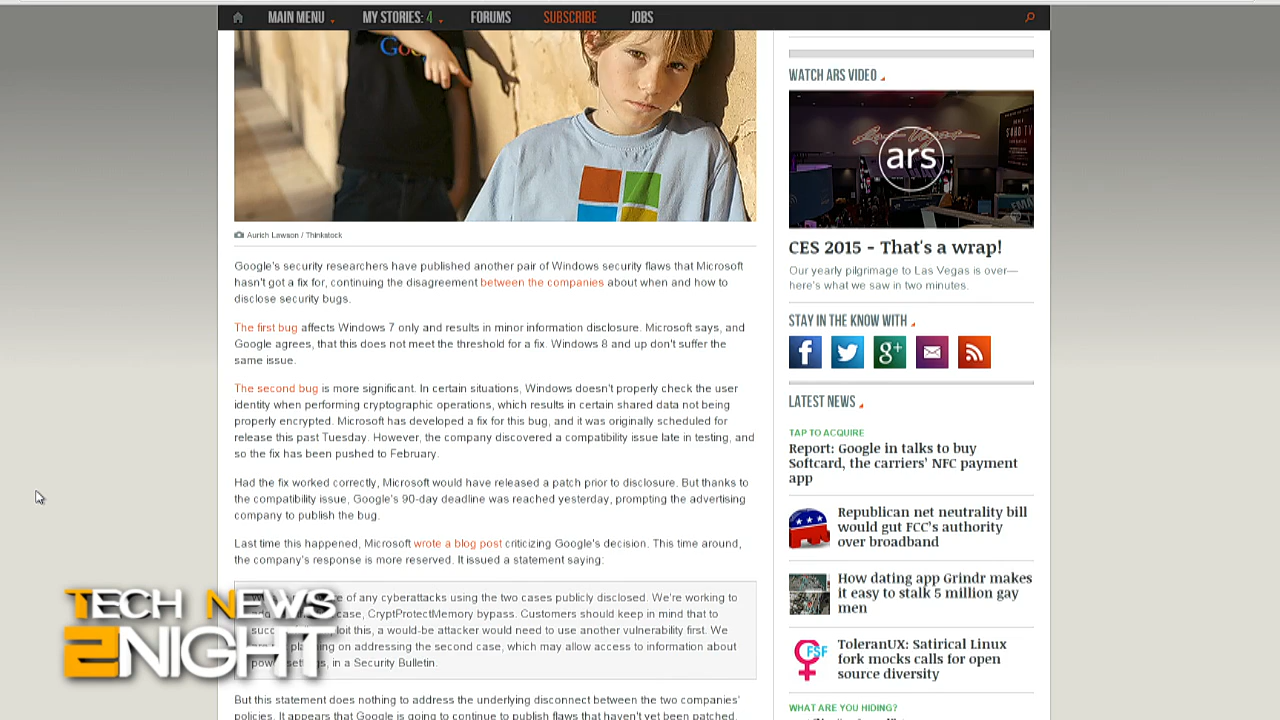 MAIN MENU
MY STORIES: 4
FORUMS
SUBSCRIBE
JOBS
Goo
Aurich Lawson / Thinkstock
Google's security researchers have published another pair of Windows security flaws that Microsoft
hasn't got a fix for, continuing the disagreement between the companies about when and how to
disclose security bugs.
The first bug affects Windows 7 only and results in minor information disclosure. Microsoft says, and
Google agrees, that this does not meet the threshold for a fix. Windows 8 and up don't suffer the
same issue.
The second bug is more significant. In certain situations, Windows doesn't properly check the user
identity when performing cryptographic operations, which results in certain shared data not being
properly encrypted. Microsoft has developed a fix for this bug, and it was originally scheduled for
release this past Tuesday. However, the company discovered a compatibility issue late in testing, and
so the fix has been pushed to February.
Had the fix worked correctly, Microsoft would have released a patch prior to disclosure. But thanks to
the compatibility issue, Google's 90-day deadline was reached yesterday, prompting the advertising
company to publish the bug.
Last time this happened, Microsoft wrote a blog post criticizing Google's decision. This time around,
the company's response is more reserved. It issued a statement saying:
of any cyberattacks using the two cases publicly disclosed. We're working to
case, CryptProtectMemory bypass. Customers should keep in mind that to
this, a would-be attacker would need to use another vulnerability first. We
on addressing the second case, which may allow access to information about
in a Security Bulletin.
But this statement does nothing to address the underlying disconnect between the two companies'
policies. It appears that Google is going to continue to publish flaws that haven't yet been patched,
TECH NEWS
2NIGHT
WATCH ARS VIDEO
ars
CES 2015 - That's a wrap!
Our yearly pilgrimage to Las Vegas is over—
here's what we saw in two minutes.
STAY IN THE KNOW WITH
f
g+
LATEST NEWS
TAP TO ACQUIRE
Report: Google in talks to buy
Softcard, the carriers' NFC payment
app
Republican net neutrality bill
would gut FCC's authority
over broadband
How dating app Grindr makes
it easy to stalk 5 million gay
men
FSF
ToleranUX: Satirical Linux
fork mocks calls for open
source diversity
WHAT ARE YOU HIDING?